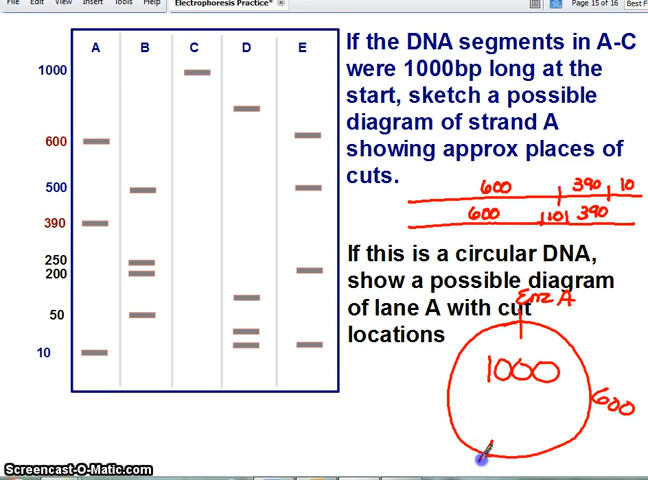 File Edit View Insert Tools Help
Page 15 of 16
Best F
Electrophoresis Practice*
A B C D E
1000
600
500
390
250
200
50
10
If the DNA segments in A-C
were 1000bp long at the
start, sketch a possible
diagram of strand A
showing approx places of
cuts.
600 390 10
600 10 390
If this is a circular DNA,
show a possible diagram
of lane A with cut
locations
Enz A
1000
600
Screencast-O-Matic.com